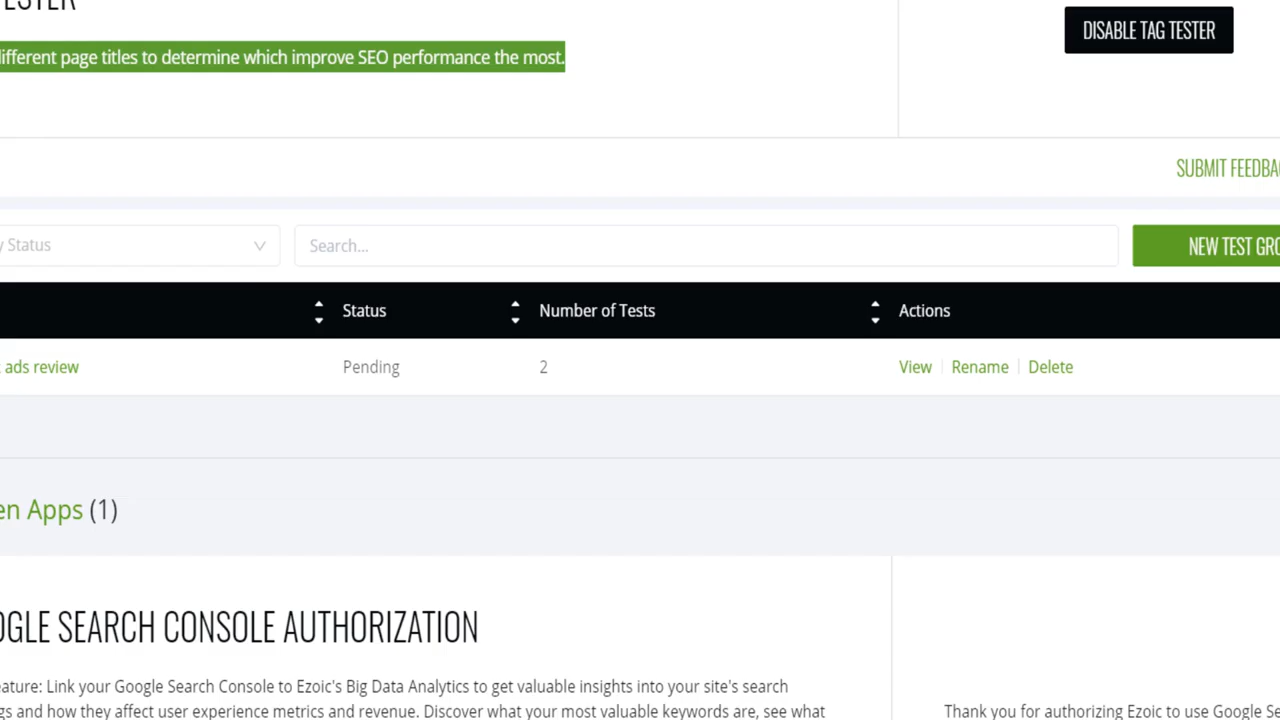 ESTER
DISABLE TAG TESTER
different page titles to determine which improve SEO performance the most.
SUBMIT FEEDBA
y Status
Search...
NEW TEST GRO
Status
Number of Tests
Actions
ads review
Pending
2
View
Rename
Delete
en Apps (1)
OGLE SEARCH CONSOLE AUTHORIZATION
eature: Link your Google Search Console to Ezoic's Big Data Analytics to get valuable insights into your site's search
gs and how they affect user experience metrics and revenue. Discover what your most valuable keywords are, see what
Thank you for authorizing Ezoic to use Google Se